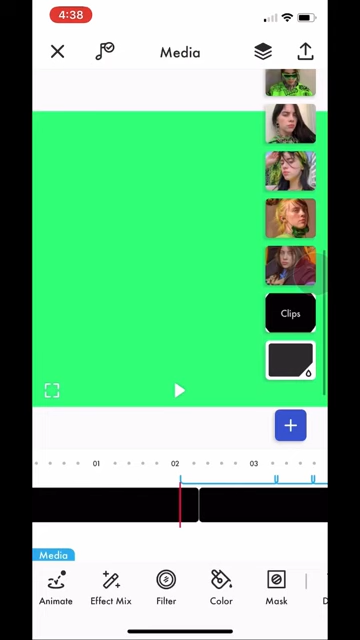 4:38
Media
Clips
01 02 03
Media
Animate Effect Mix Filter Color Mask D